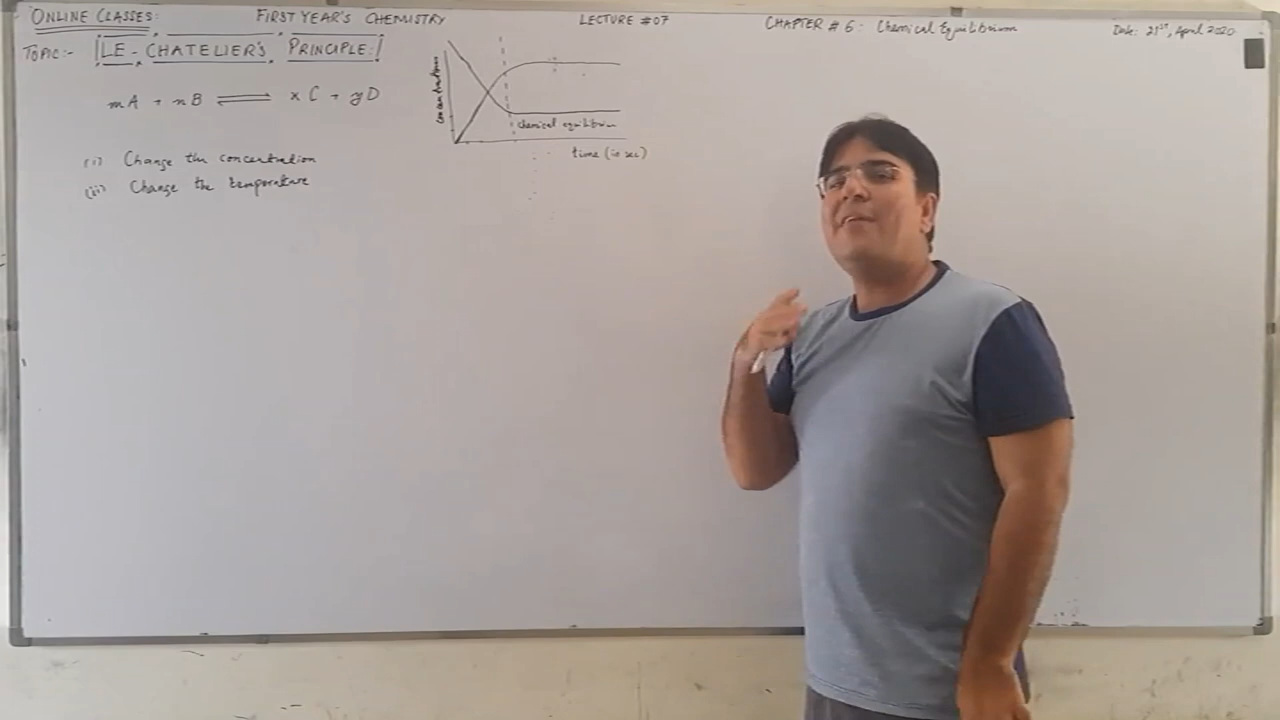 ONLINE CLASSES: FIRST YEAR'S CHEMISTRY LECTURE #07 CHAPTER # 6: Chemical Equilibrium Date: 21st, April 2020
TOPIC:- LE-CHATELIER'S PRINCIPLE:
mA + nB ⇌ xC + yD
concentration
chemical equilibrium
time (in sec)
(i) Change the concentration
(ii) Change the temperature